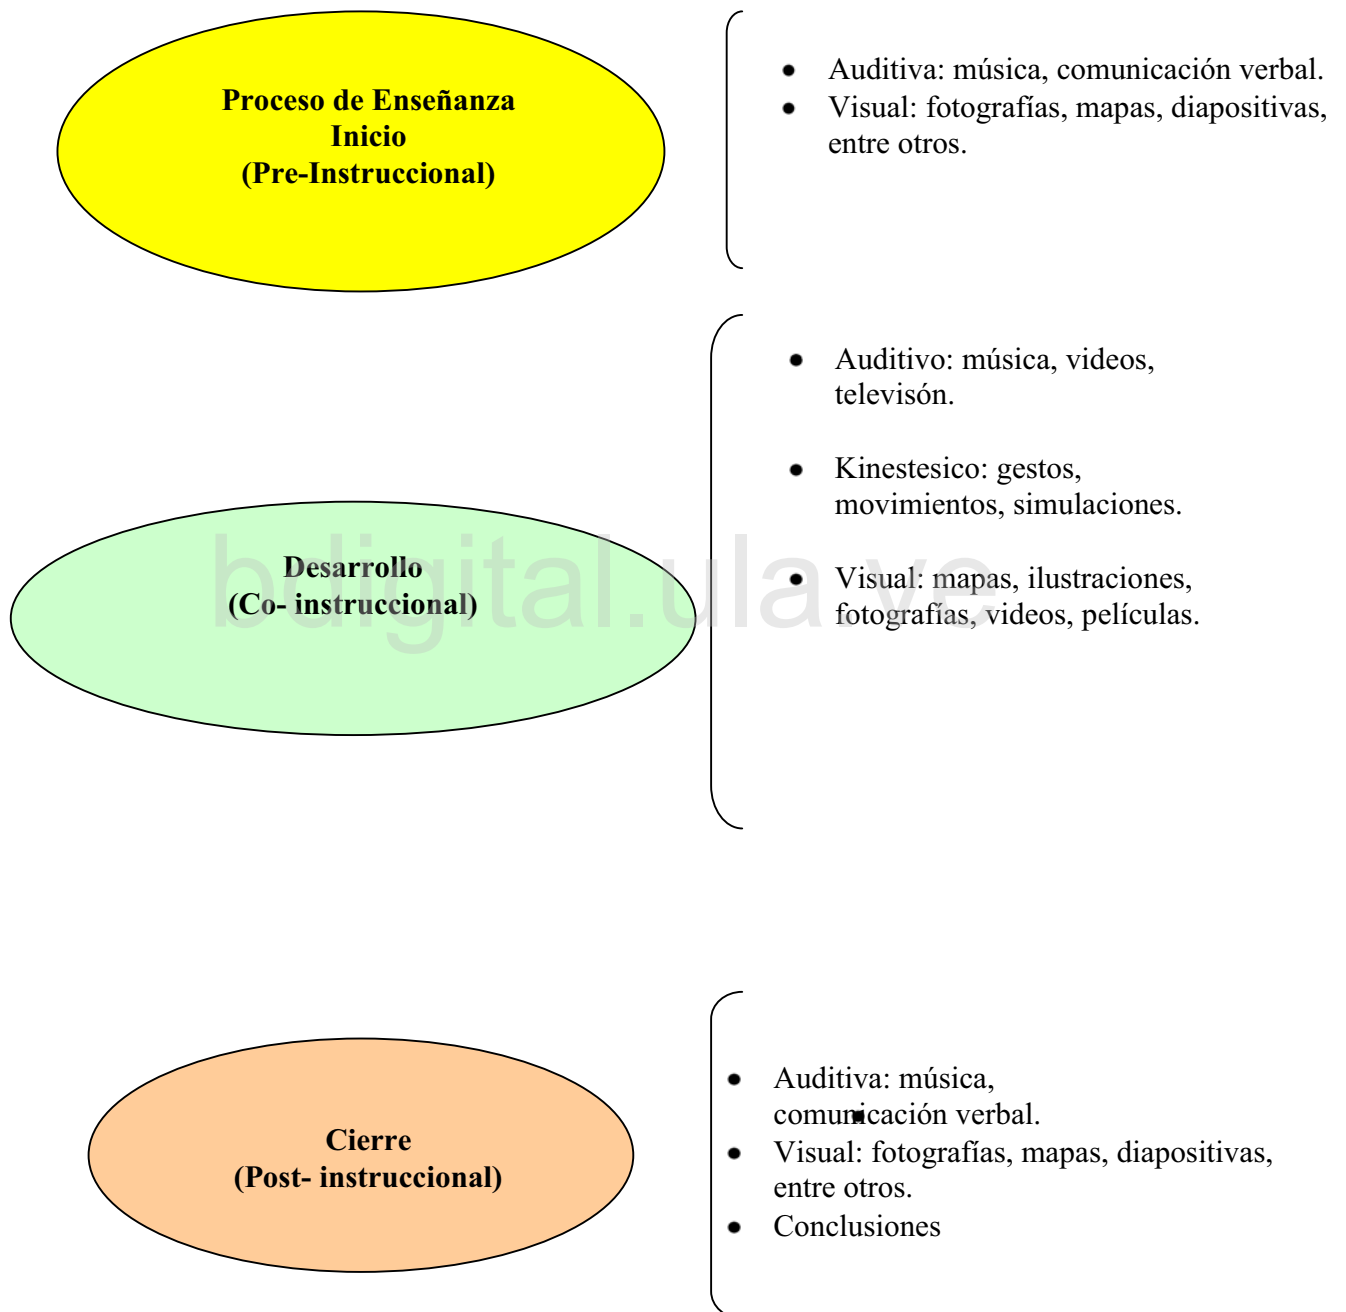 Proceso de Enseñanza
Inicio
(Pre-Instruccional)
• Auditiva: música, comunicación verbal.
• Visual: fotografías, mapas, diapositivas,
entre otros.
• Auditivo: música, videos,
televisón.
• Kinestesico: gestos,
movimientos, simulaciones.
Desarrollo
(Co- instruccional)
• Visual: mapas, ilustraciones,
fotografías, videos, películas.
bdigital.ula.ve
Cierre
(Post- instruccional)
• Auditiva: música,
comunicación verbal.
• Visual: fotografías, mapas, diapositivas,
entre otros.
• Conclusiones